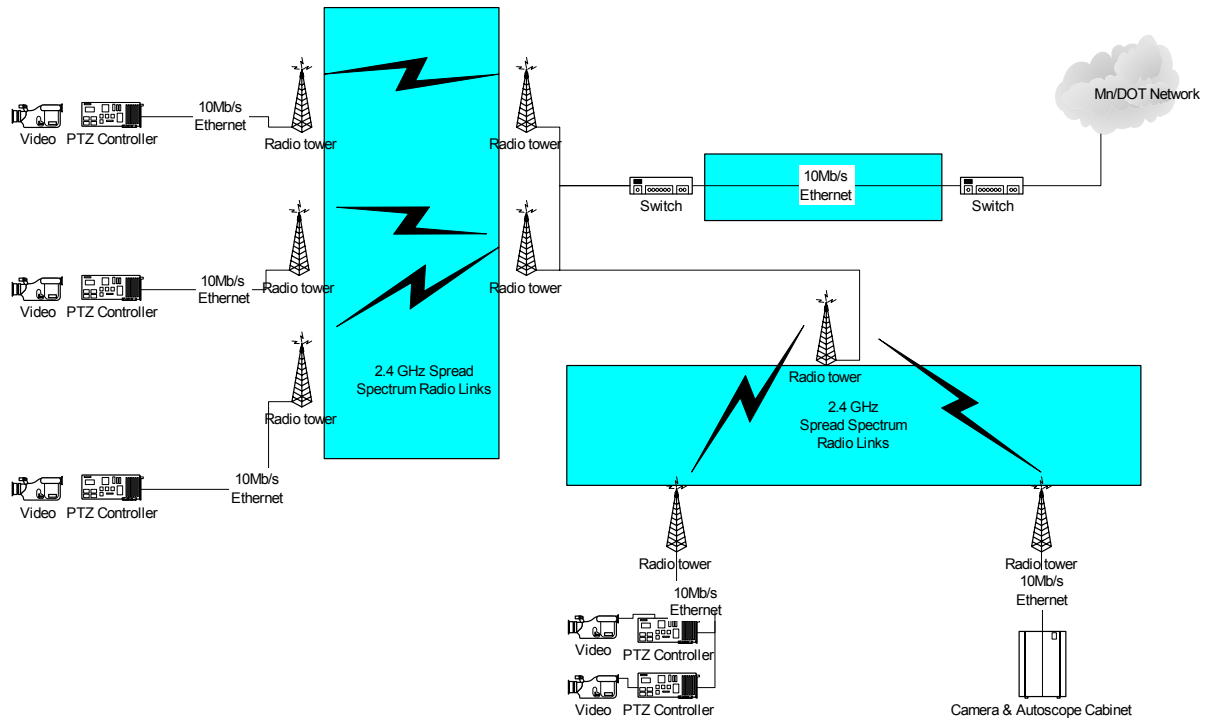 Mn/DOT Network
10Mb/s
Ethernet
Video
PTZ Controller
Radio tower
Radio tower
10Mb/s
Ethernet
Switch
Switch
10Mb/s
Ethernet
Video
PTZ Controller
Radio tower
Radio tower
2.4 GHz Spread
Spectrum Radio Links
Radio tower
Radio tower
2.4 GHz
Spread Spectrum
Radio Links
10Mb/s
Ethernet
Video
PTZ Controller
Radio tower
10Mb/s
Ethernet
Radio tower
10Mb/s
Ethernet
Video
PTZ Controller
Video
PTZ Controller
Camera & Autoscope Cabinet